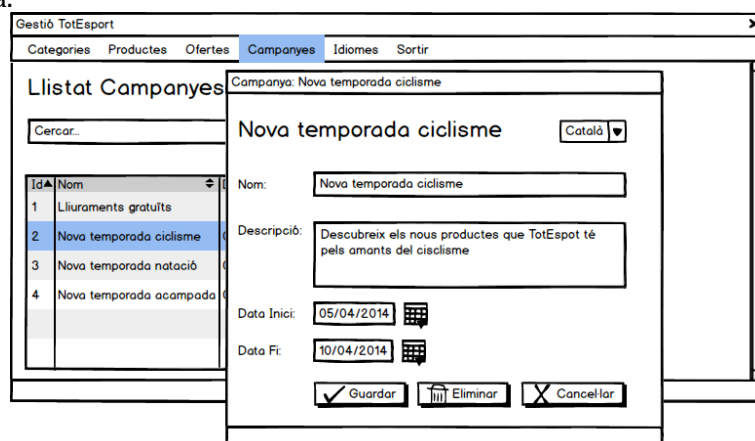 Gestió TotEsport
Categories Productes Ofertes Campanyes Idiomes Sortir
Llistat Campanyes
Cercar...
Id Nom
1 Lliuraments gratuïts
2 Nova temporada ciclisme
3 Nova temporada natació
4 Nova temporada acampada
Campanya: Nova temporada ciclisme
Nova temporada ciclisme
Català
Nom: Nova temporada ciclisme
Descripció: Descubreix els nous productes que TotEspot té
pels amants del cisclisme
Data Inici: 05/04/2014
Data Fi: 10/04/2014
Guardar Eliminar Cancel·lar